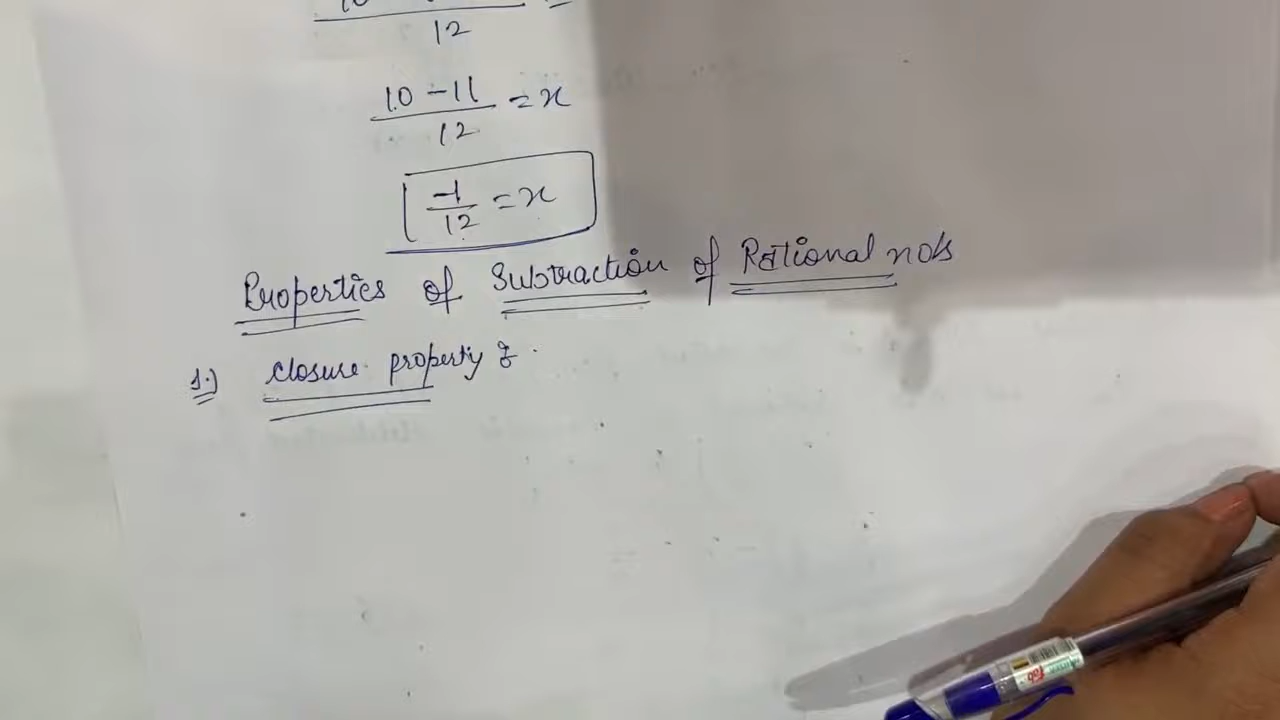 12
10 - 11 / 12 = x
-1 / 12 = x
Properties of Subtraction of Rational nos
1.) Closure property :-